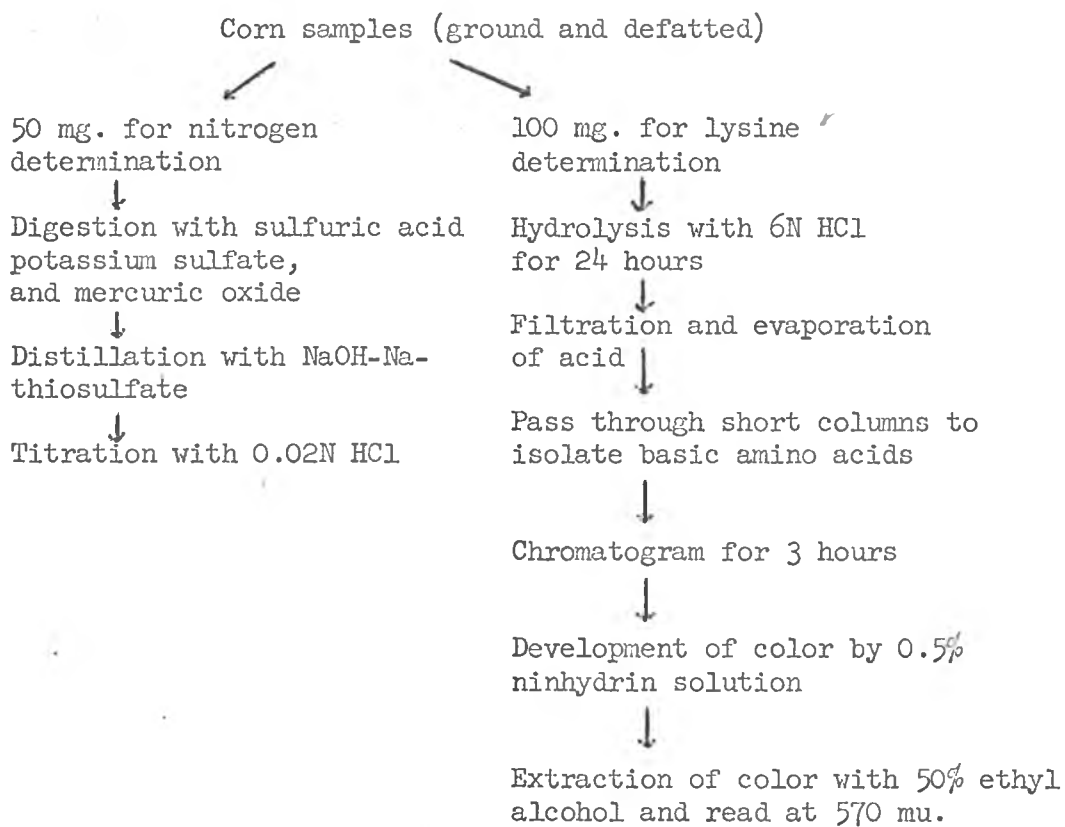 Corn samples (ground and defatted)
50 mg. for nitrogen
determination
Digestion with sulfuric acid
potassium sulfate,
and mercuric oxide
Distillation with NaOH-Na-
thiosulfate
Titration with 0.02N HCl
100 mg. for lysine
determination
Hydrolysis with 6N HCl
for 24 hours
Filtration and evaporation
of acid
Pass through short columns to
isolate basic amino acids
Chromatogram for 3 hours
Development of color by 0.5%
ninhydrin solution
Extraction of color with 50% ethyl
alcohol and read at 570 mu.